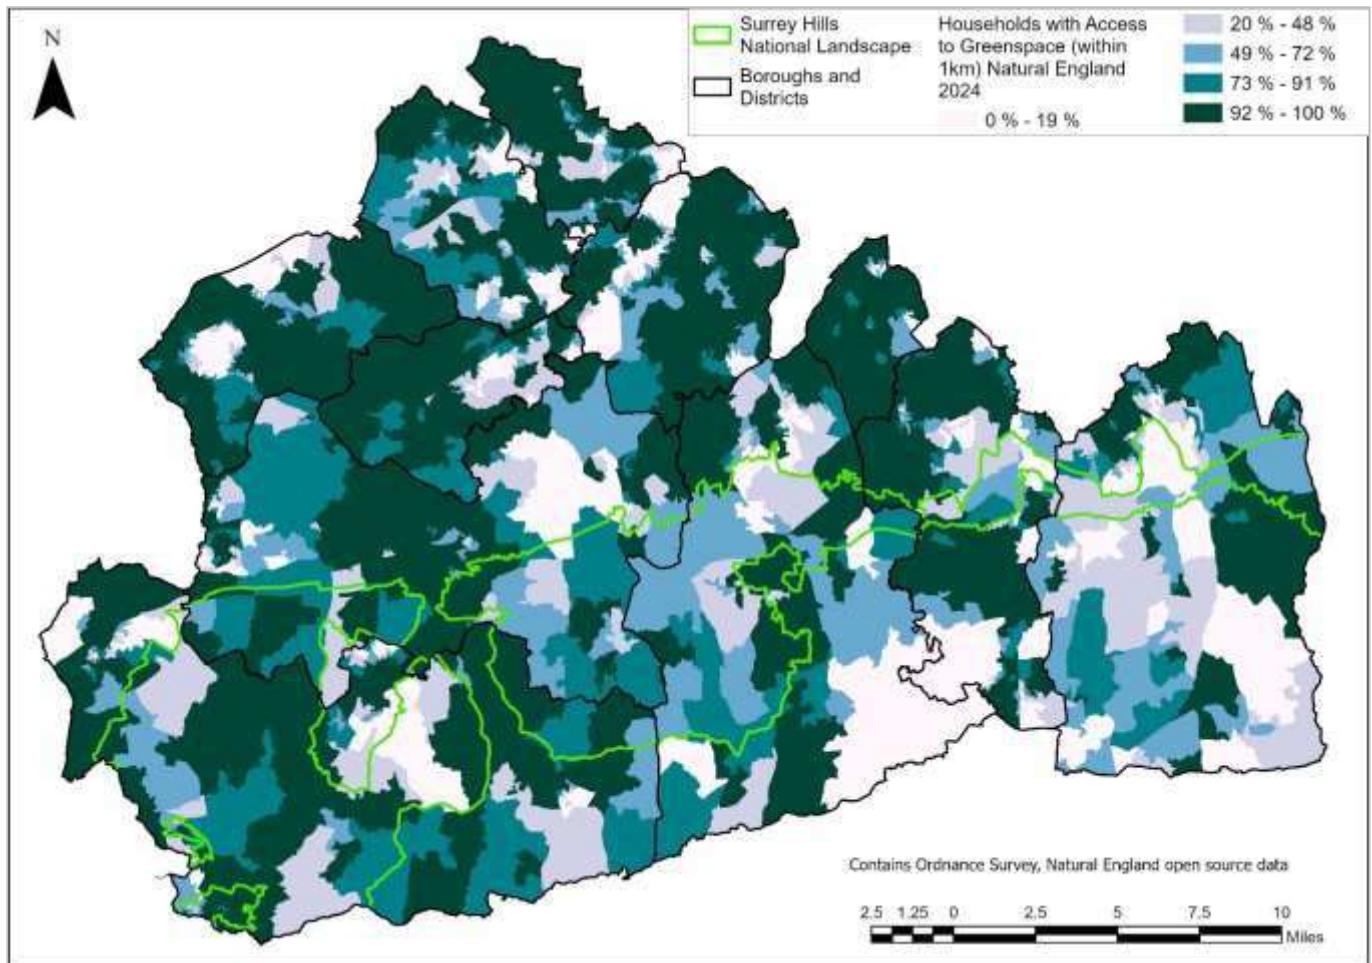 N
Surrey Hills
National Landscape
Boroughs and
Districts
Households with Access
to Greenspace (within
1km) Natural England
2024
0 % - 19 %
20 % - 48 %
49 % - 72 %
73 % - 91 %
92 % - 100 %
Contains Ordnance Survey, Natural England open source data
2.5 1.25 0 2.5 5 7.5 10
Miles